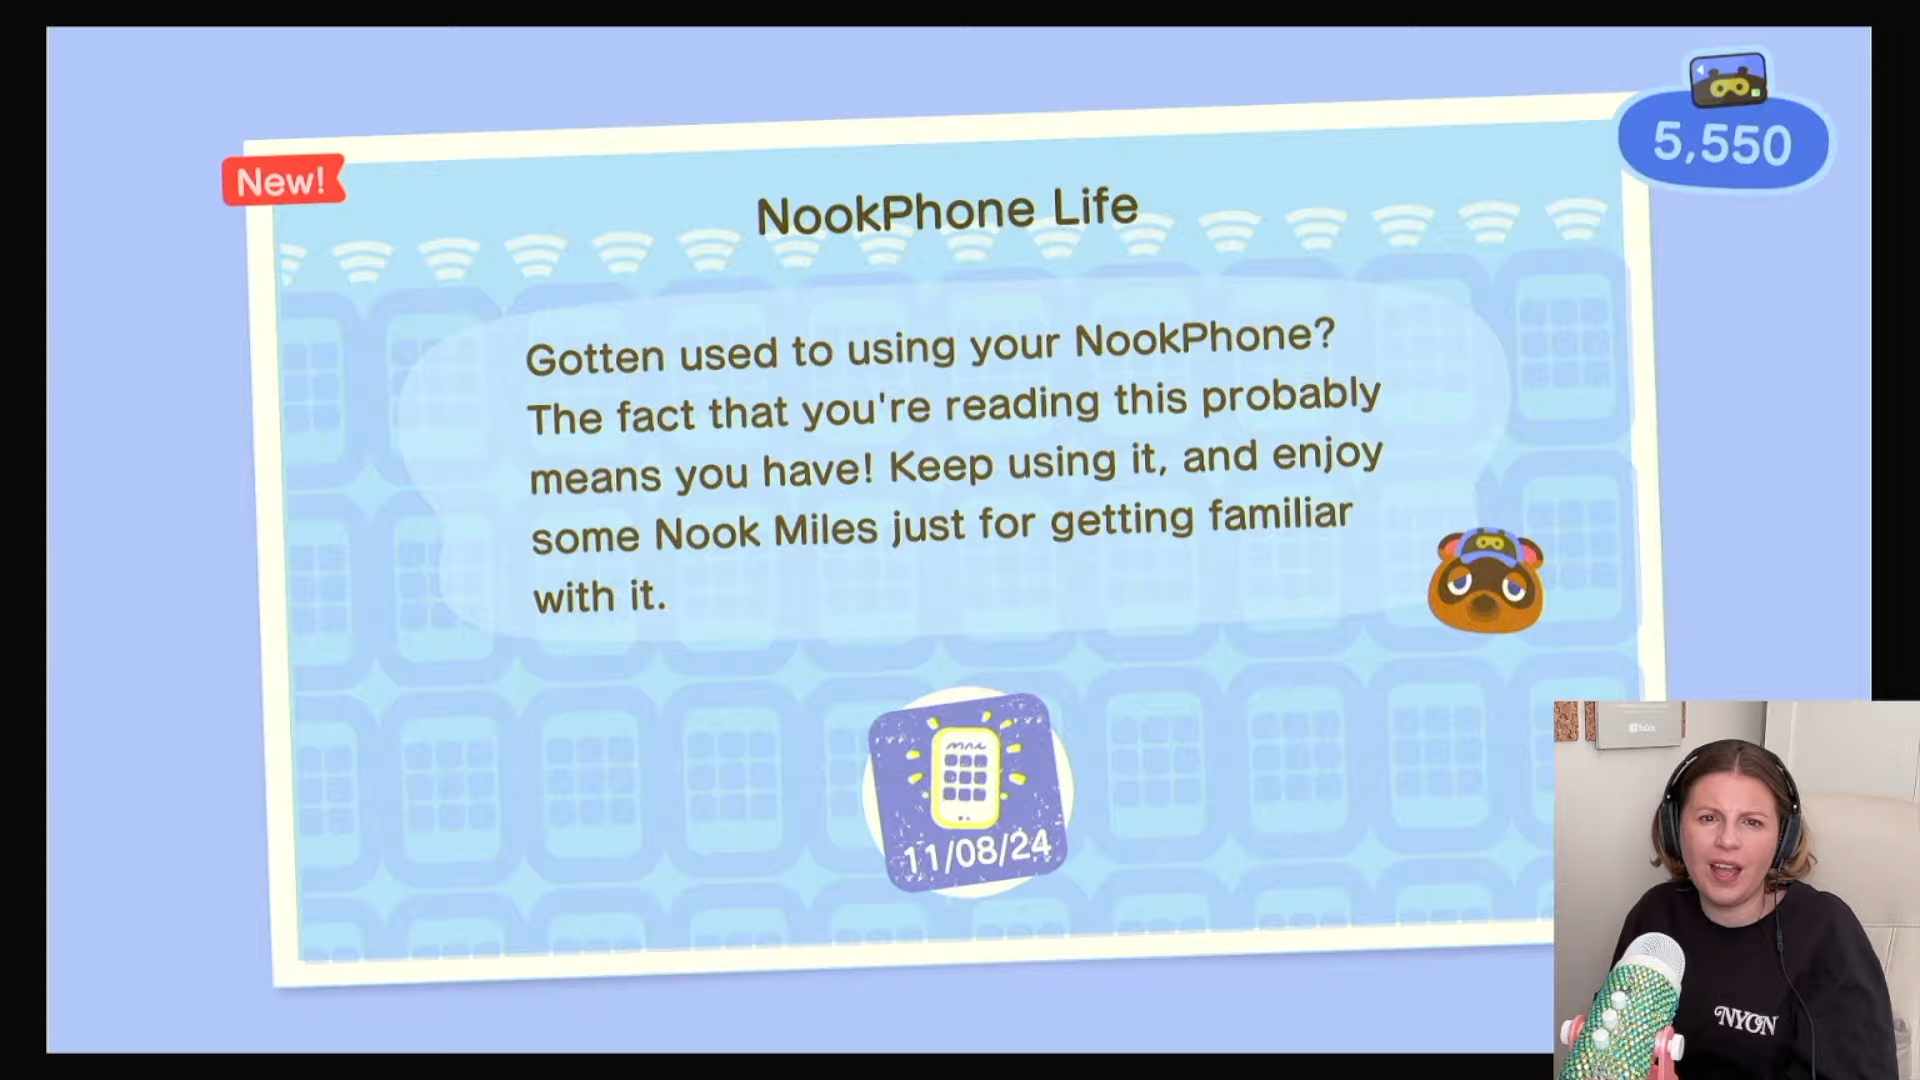 5,550
New!
NookPhone Life
Gotten used to using your NookPhone?
The fact that you're reading this probably
means you have! Keep using it, and enjoy
some Nook Miles just for getting familiar
with it.
11/08/24
YouTube
NYON